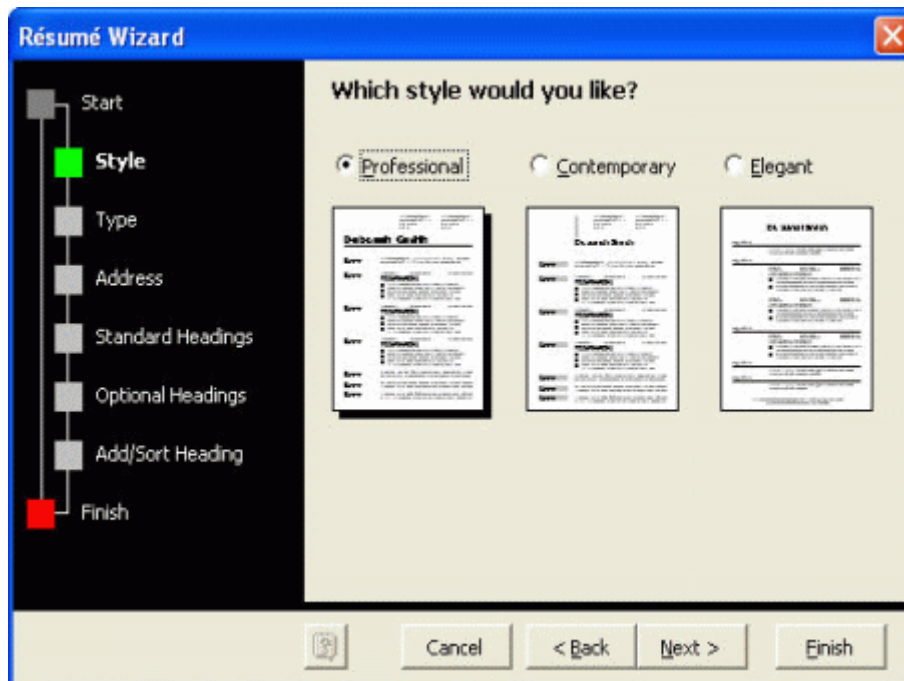 Résumé Wizard
Start
Style
Type
Address
Standard Headings
Optional Headings
Add/Sort Heading
Finish
Which style would you like?
Professional
Contemporary
Elegant
Cancel
< Back
Next >
Finish